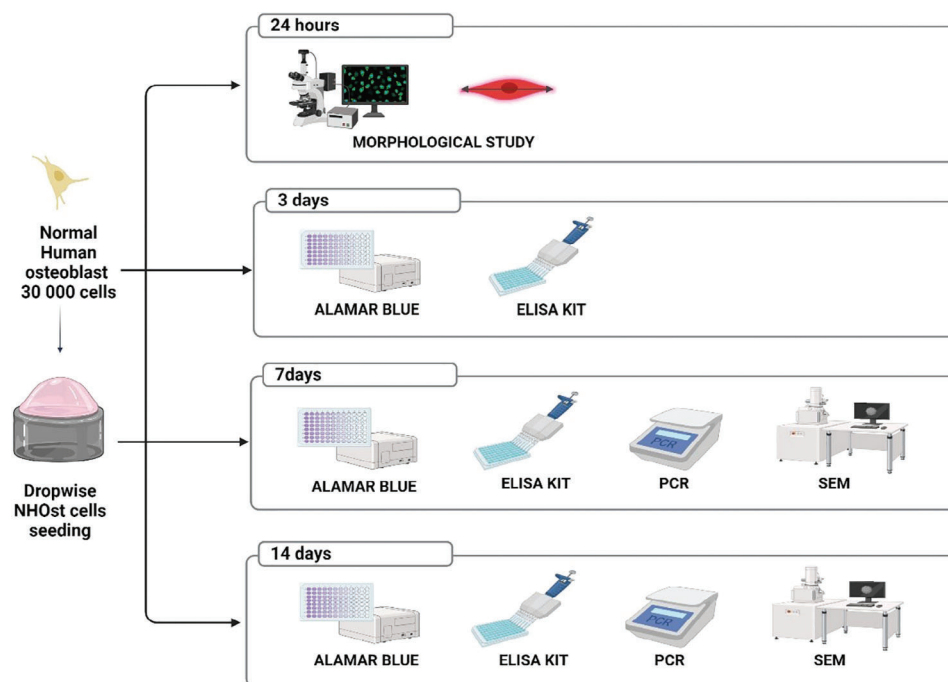 24 hours
MORPHOLOGICAL STUDY
Normal
Human
osteoblast
30 000 cells
Dropwise
NHOst cells
seeding
3 days
ALAMAR BLUE
ELISA KIT
7days
PCR
ALAMAR BLUE
ELISA KIT
PCR
SEM
14 days
PCR
ALAMAR BLUE
ELISA KIT
PCR
SEM